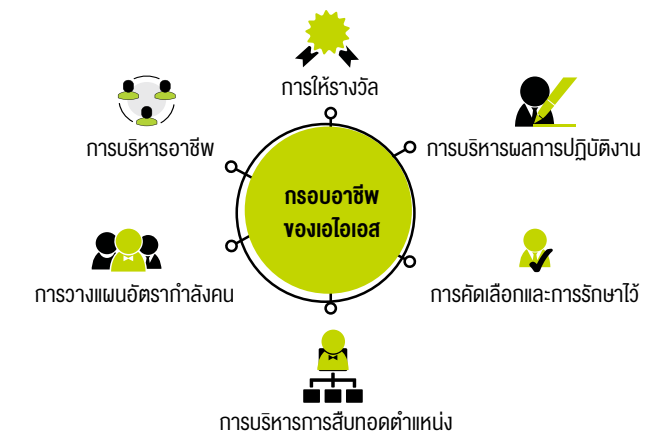 การให้รางวัล
การบริหารอาชีพ
การบริหารผลการปฏิบัติงาน
กรอบอาชีพ
ของเอไอเอส
การวางแผนอัตรากำลังคน
การคัดเลือกและการรักษาไว้
การบริหารการสืบทอดตำแหน่ง